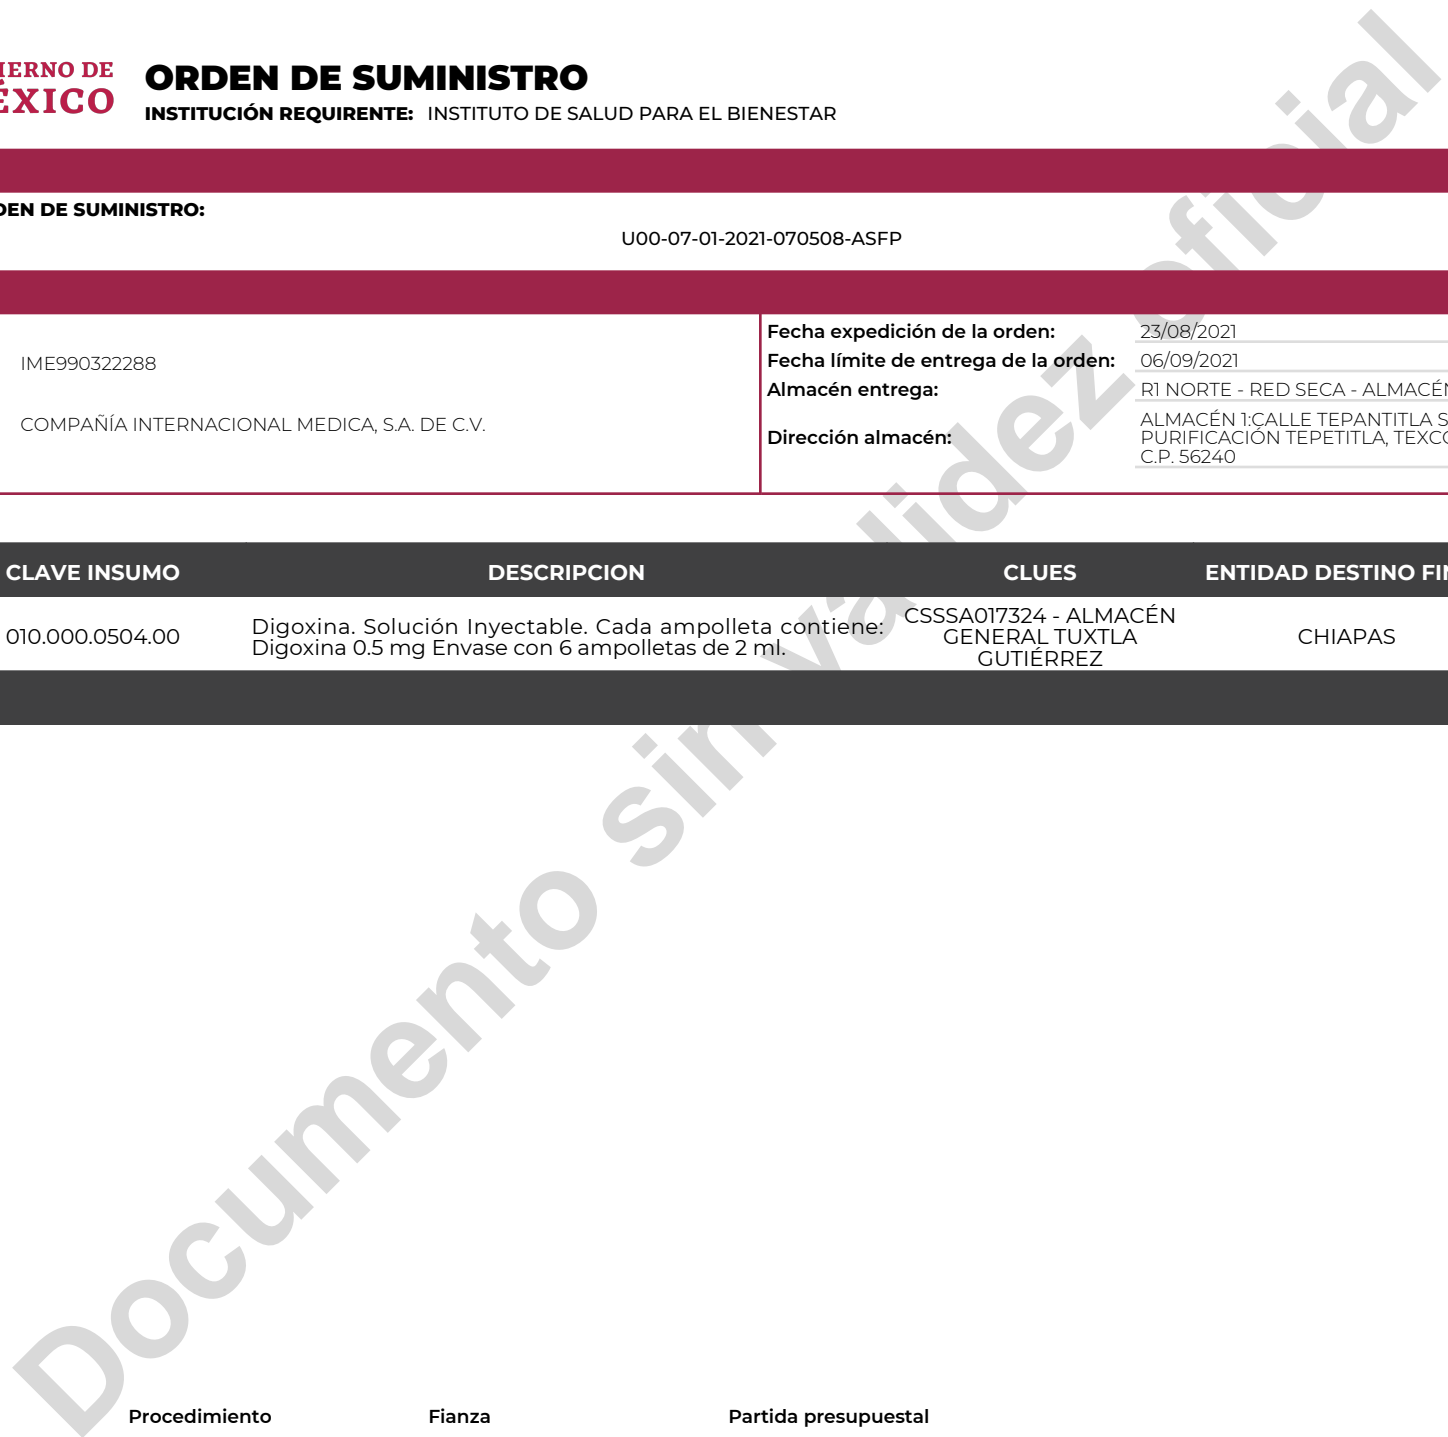 IERNO DE
ÉXICO
ORDEN DE SUMINISTRO
INSTITUCIÓN REQUIRENTE: INSTITUTO DE SALUD PARA EL BIENESTAR
DEN DE SUMINISTRO:
U00-07-01-2021-070508-ASFP
IME990322288
COMPAÑÍA INTERNACIONAL MEDICA, S.A. DE C.V.
Fecha expedición de la orden: 23/08/2021
Fecha límite de entrega de la orden: 06/09/2021
Almacén entrega: R1 NORTE - RED SECA - ALMACÉN
Dirección almacén: ALMACÉN 1:CALLE TEPANTITLA S
PURIFICACIÓN TEPETITLA, TEXCO
C.P. 56240
CLAVE INSUMO DESCRIPCION CLUES ENTIDAD DESTINO FIN
010.000.0504.00
Digoxina. Solución Inyectable. Cada ampolleta contiene:
Digoxina 0.5 mg Envase con 6 ampolletas de 2 ml.
CSSSA017324 - ALMACÉN
GENERAL TUXTLA
GUTIÉRREZ
CHIAPAS
Documento sin validez oficial
Procedimiento Fianza Partida presupuestal